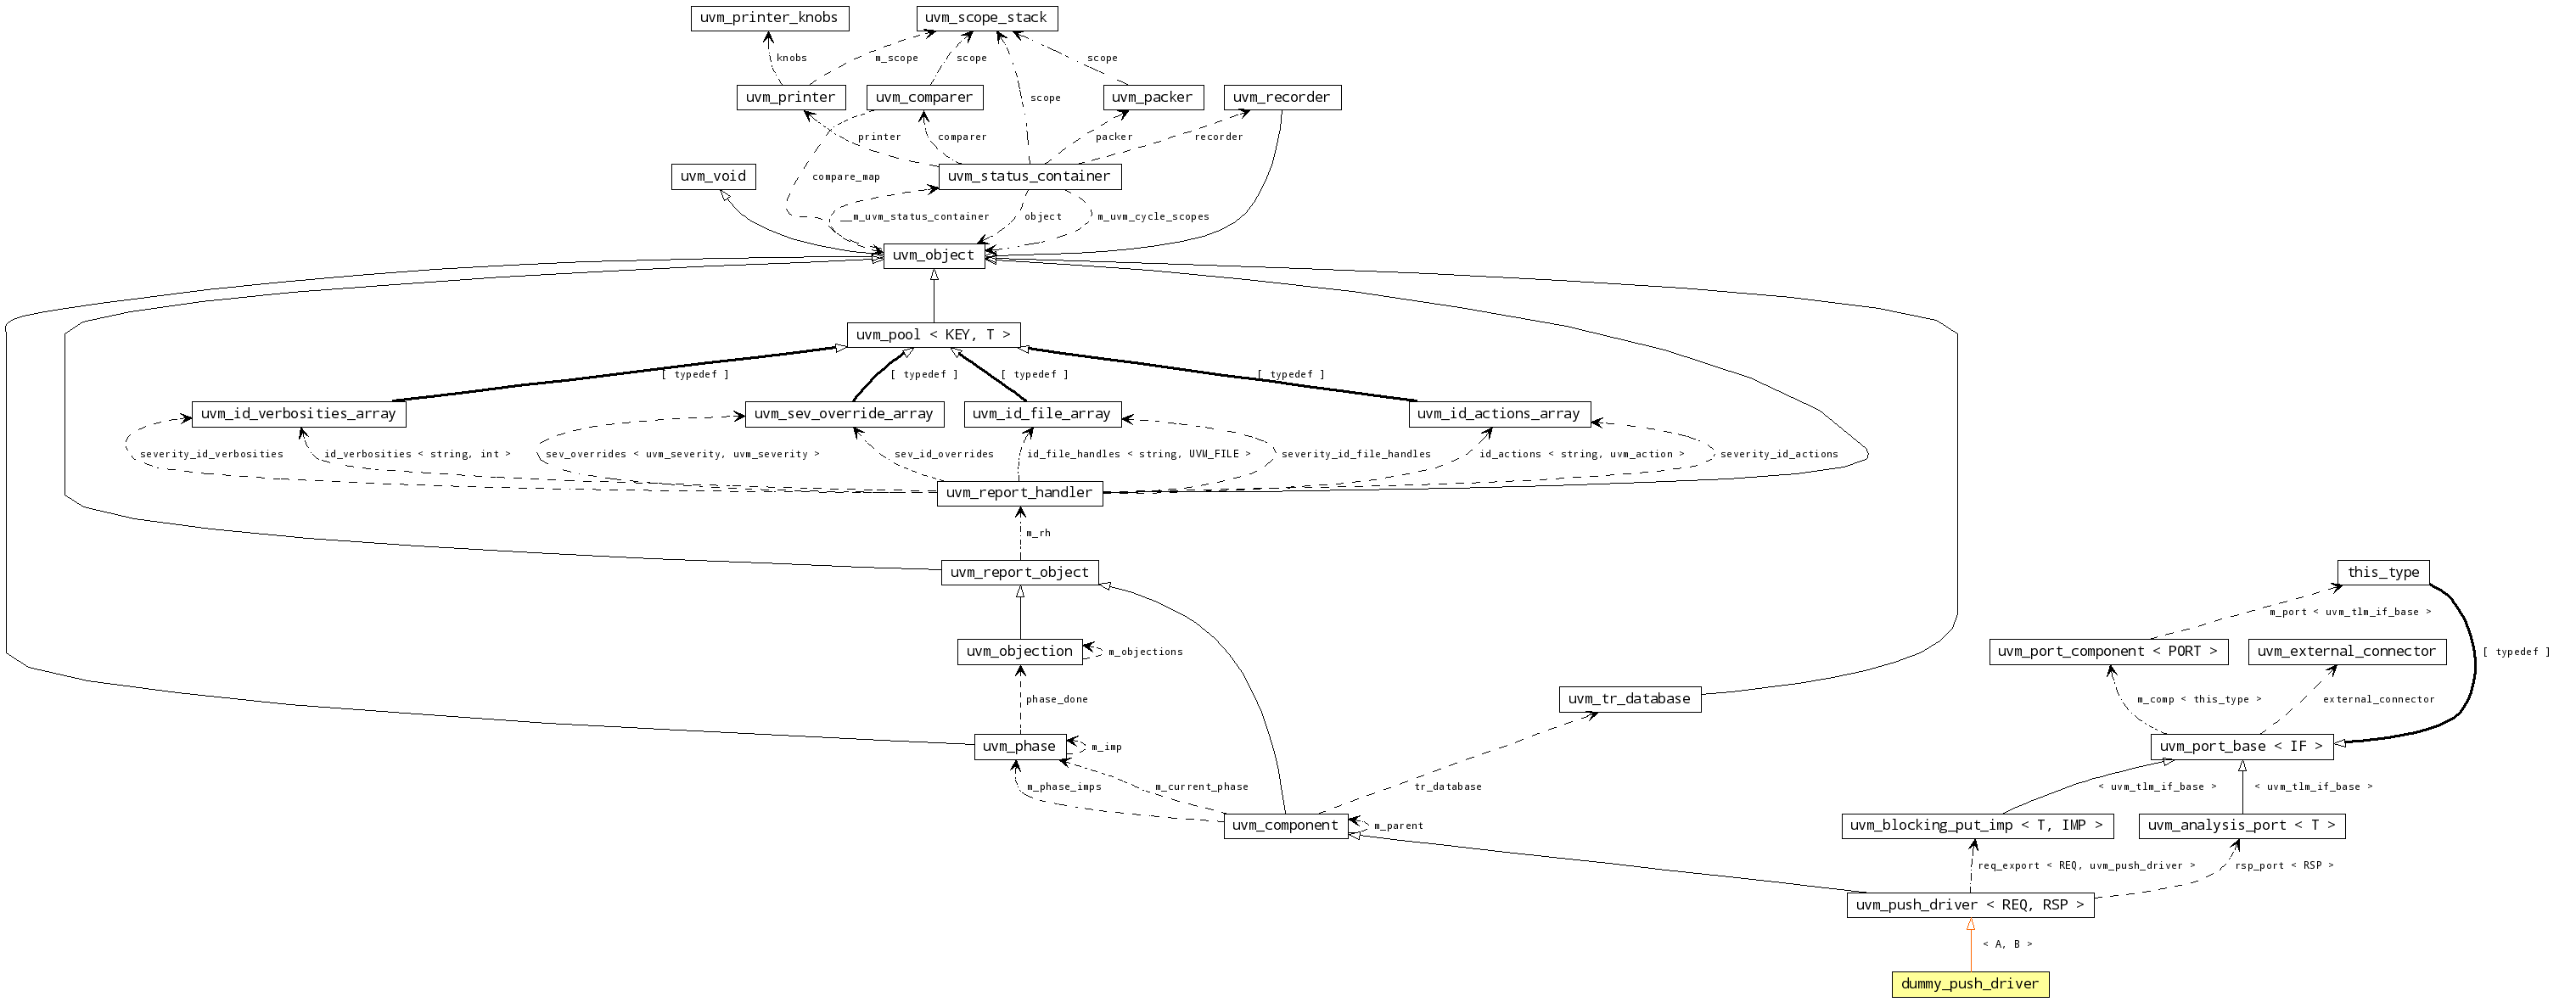 uvm_printer_knobs
uvm_scope_stack
knobs
m_scope
scope
scope
uvm_printer
uvm_comparer
scope
uvm_packer
uvm_recorder
printer
comparer
packer
recorder
uvm_void
compare_map
uvm_status_container
__m_uvm_status_container
object
m_uvm_cycle_scopes
uvm_object
uvm_pool < KEY, T >
[ typedef ]
[ typedef ]
[ typedef ]
[ typedef ]
uvm_id_verbosities_array
uvm_sev_override_array
uvm_id_file_array
uvm_id_actions_array
severity_id_verbosities
id_verbosities < string, int >
sev_overrides < uvm_severity, uvm_severity >
sev_id_overrides
id_file_handles < string, UVM_FILE >
severity_id_file_handles
id_actions < string, uvm_action >
severity_id_actions
uvm_report_handler
m_rh
uvm_report_object
this_type
m_port < uvm_tlm_if_base >
uvm_objection
m_objections
uvm_port_component < PORT >
uvm_external_connector
[ typedef ]
phase_done
uvm_tr_database
m_comp < this_type >
external_connector
uvm_phase
m_imp
uvm_port_base < IF >
m_phase_imps
m_current_phase
tr_database
< uvm_tlm_if_base >
< uvm_tlm_if_base >
uvm_component
m_parent
uvm_blocking_put_imp < T, IMP >
uvm_analysis_port < T >
req_export < REQ, uvm_push_driver >
rsp_port < RSP >
uvm_push_driver < REQ, RSP >
< A, B >
dummy_push_driver